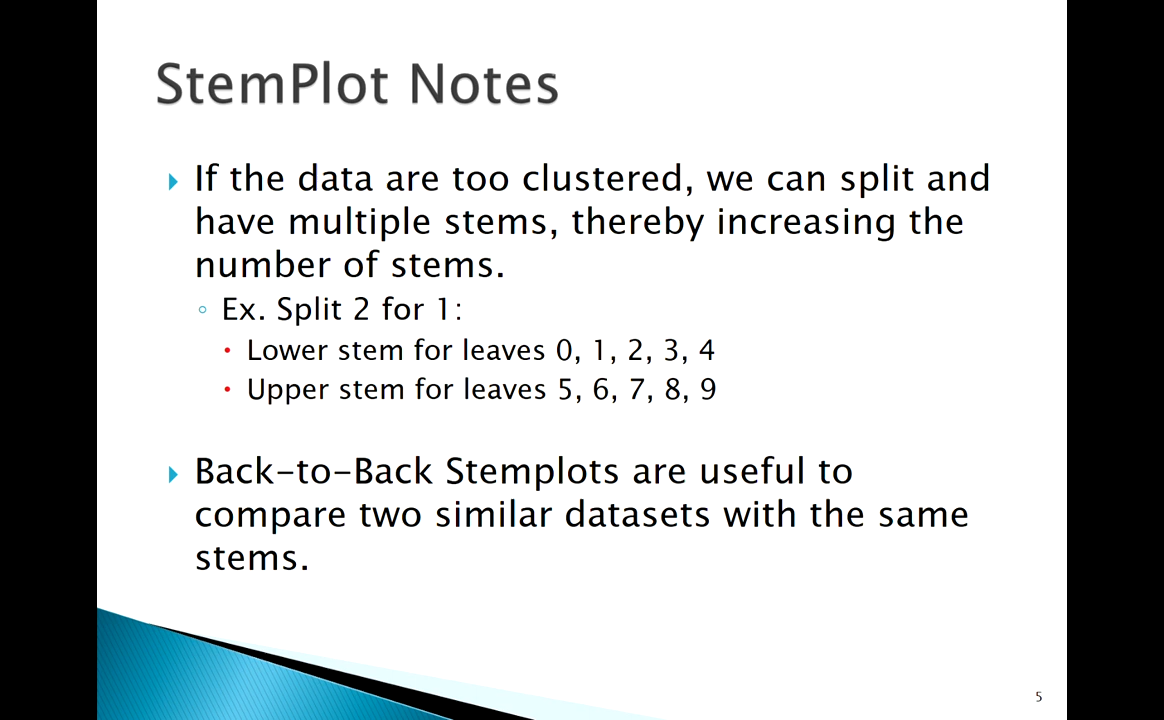 StemPlot Notes
If the data are too clustered, we can split and
have multiple stems, thereby increasing the
number of stems.
Ex. Split 2 for 1:
Lower stem for leaves 0, 1, 2, 3, 4
Upper stem for leaves 5, 6, 7, 8, 9
Back-to-Back Stemplots are useful to
compare two similar datasets with the same
stems.
5